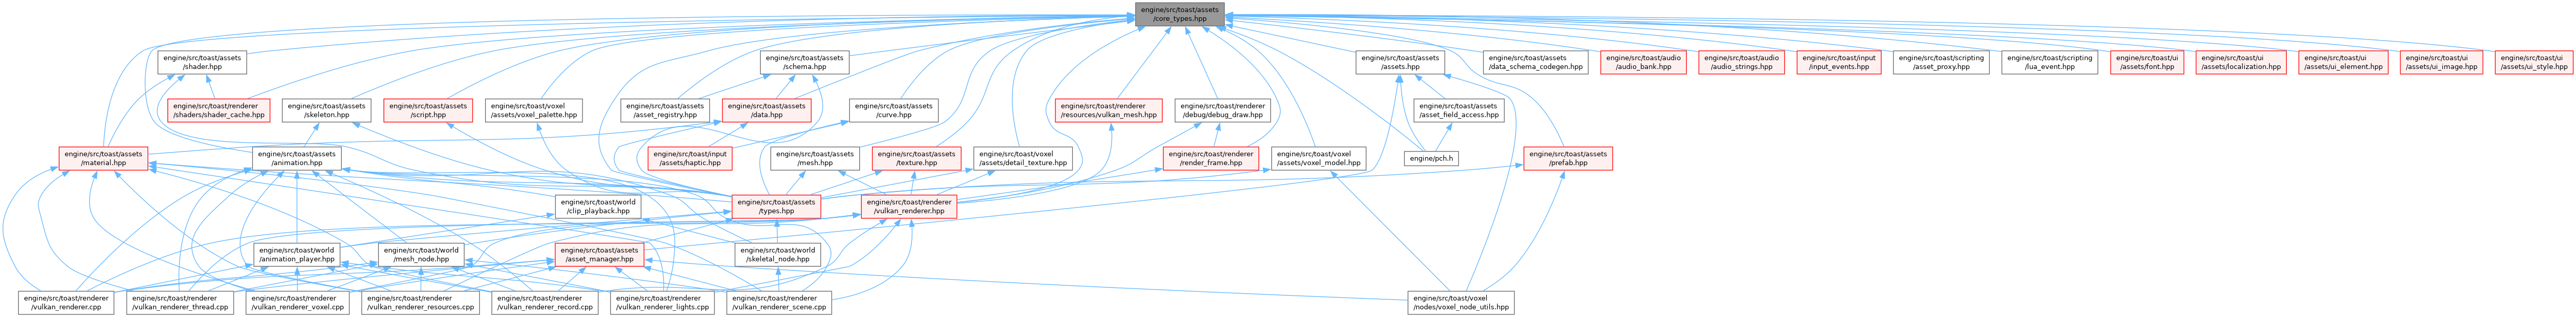 engine/src/toast/assets
/core_types.hpp
engine/src/toast/assets
/shader.hpp
engine/src/toast/assets
/schema.hpp
engine/src/toast/assets
/assets.hpp
engine/src/toast/assets
/data_schema_codegen.hpp
engine/src/toast/audio
/audio_bank.hpp
engine/src/toast/audio
/audio_strings.hpp
engine/src/toast/input
/input_events.hpp
engine/src/toast/scripting
/asset_proxy.hpp
engine/src/toast/scripting
/lua_event.hpp
engine/src/toast/ui
/assets/font.hpp
engine/src/toast/ui
/assets/localization.hpp
engine/src/toast/ui
/assets/ui_element.hpp
engine/src/toast/ui
/assets/ui_image.hpp
engine/src/toast/ui
/assets/ui_style.hpp
engine/src/toast/renderer
/shaders/shader_cache.hpp
engine/src/toast/assets
/skeleton.hpp
engine/src/toast/assets
/script.hpp
engine/src/toast/voxel
/assets/voxel_palette.hpp
engine/src/toast/assets
/asset_registry.hpp
engine/src/toast/assets
/data.hpp
engine/src/toast/assets
/curve.hpp
engine/src/toast/renderer
/resources/vulkan_mesh.hpp
engine/src/toast/renderer
/debug/debug_draw.hpp
engine/src/toast/assets
/asset_field_access.hpp
engine/src/toast/assets
/material.hpp
engine/src/toast/assets
/animation.hpp
engine/src/toast/input
/assets/haptic.hpp
engine/src/toast/assets
/mesh.hpp
engine/src/toast/assets
/texture.hpp
engine/src/toast/voxel
/assets/detail_texture.hpp
engine/src/toast/renderer
/render_frame.hpp
engine/src/toast/voxel
/assets/voxel_model.hpp
engine/pch.h
engine/src/toast/assets
/prefab.hpp
engine/src/toast/world
/clip_playback.hpp
engine/src/toast/assets
/types.hpp
engine/src/toast/renderer
/vulkan_renderer.hpp
engine/src/toast/world
/animation_player.hpp
engine/src/toast/world
/mesh_node.hpp
engine/src/toast/assets
/asset_manager.hpp
engine/src/toast/world
/skeletal_node.hpp
engine/src/toast/renderer
/vulkan_renderer.cpp
engine/src/toast/renderer
/vulkan_renderer_thread.cpp
engine/src/toast/renderer
/vulkan_renderer_voxel.cpp
engine/src/toast/renderer
/vulkan_renderer_resources.cpp
engine/src/toast/renderer
/vulkan_renderer_record.cpp
engine/src/toast/renderer
/vulkan_renderer_lights.cpp
engine/src/toast/renderer
/vulkan_renderer_scene.cpp
engine/src/toast/voxel
/nodes/voxel_node_utils.hpp